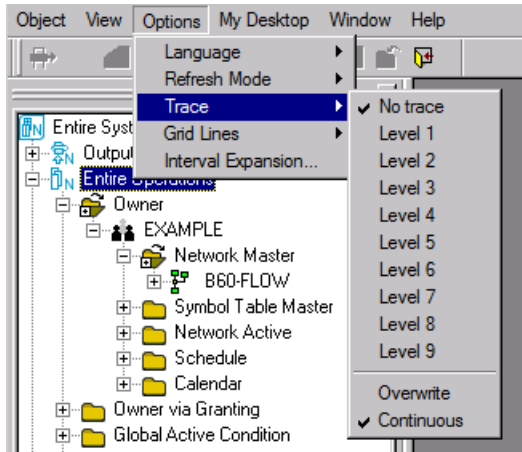 Object View Options My Desktop Window Help
Language
Refresh Mode
Trace
Grid Lines
Interval Expansion...
No trace
Level 1
Level 2
Level 3
Level 4
Level 5
Level 6
Level 7
Level 8
Level 9
Overwrite
Continuous
Entire Syst
Outpu
Entire Operations
Owner
EXAMPLE
Network Master
B60-FLOW
Symbol Table Master
Network Active
Schedule
Calendar
Owner via Granting
Global Active Condition